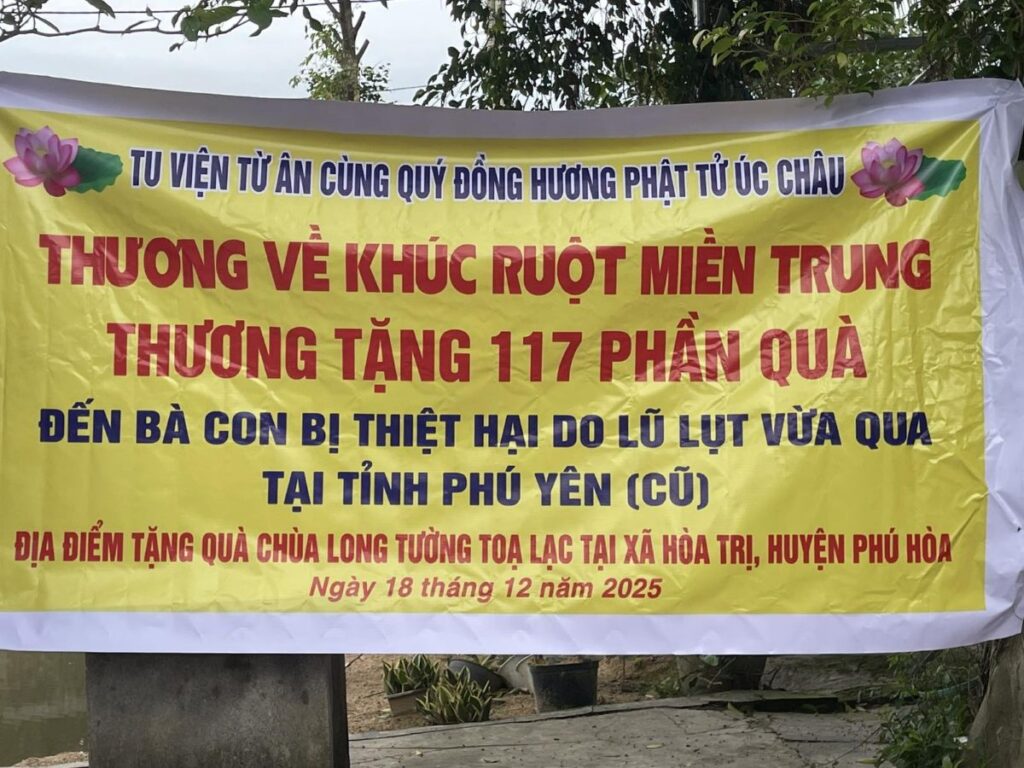 TU VIỆN TỪ ÂN CÙNG QUÝ ĐỒNG HƯƠNG PHẬT TỬ ÚC CHÂU
THƯƠNG VỀ KHÚC RUỘT MIỀN TRUNG
THƯƠNG TẶNG 117 PHẦN QUÀ
ĐẾN BÀ CON BỊ THIỆT HẠI DO LŨ LỤT VỪA QUA
TẠI TỈNH PHÚ YÊN (CŨ)
ĐỊA ĐIỂM TẶNG QUÀ CHÙA LONG TƯỜNG TOẠ LẠC TẠI XÃ HÒA TRỊ, HUYỆN PHÚ HÒA
Ngày 18 tháng 12 năm 2025